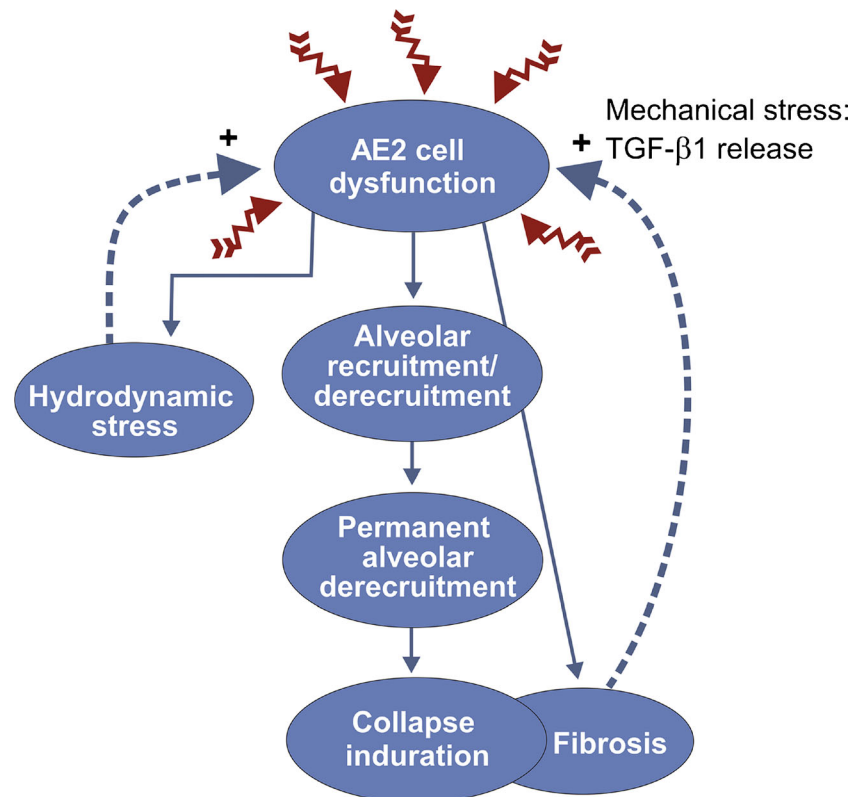 +
AE2 cell
dysfunction
+
Mechanical stress:
TGF-β1 release
Hydrodynamic
stress
Alveolar
recruitment/
derecruitment
Permanent
alveolar
derecruitment
Collapse
induration
Fibrosis